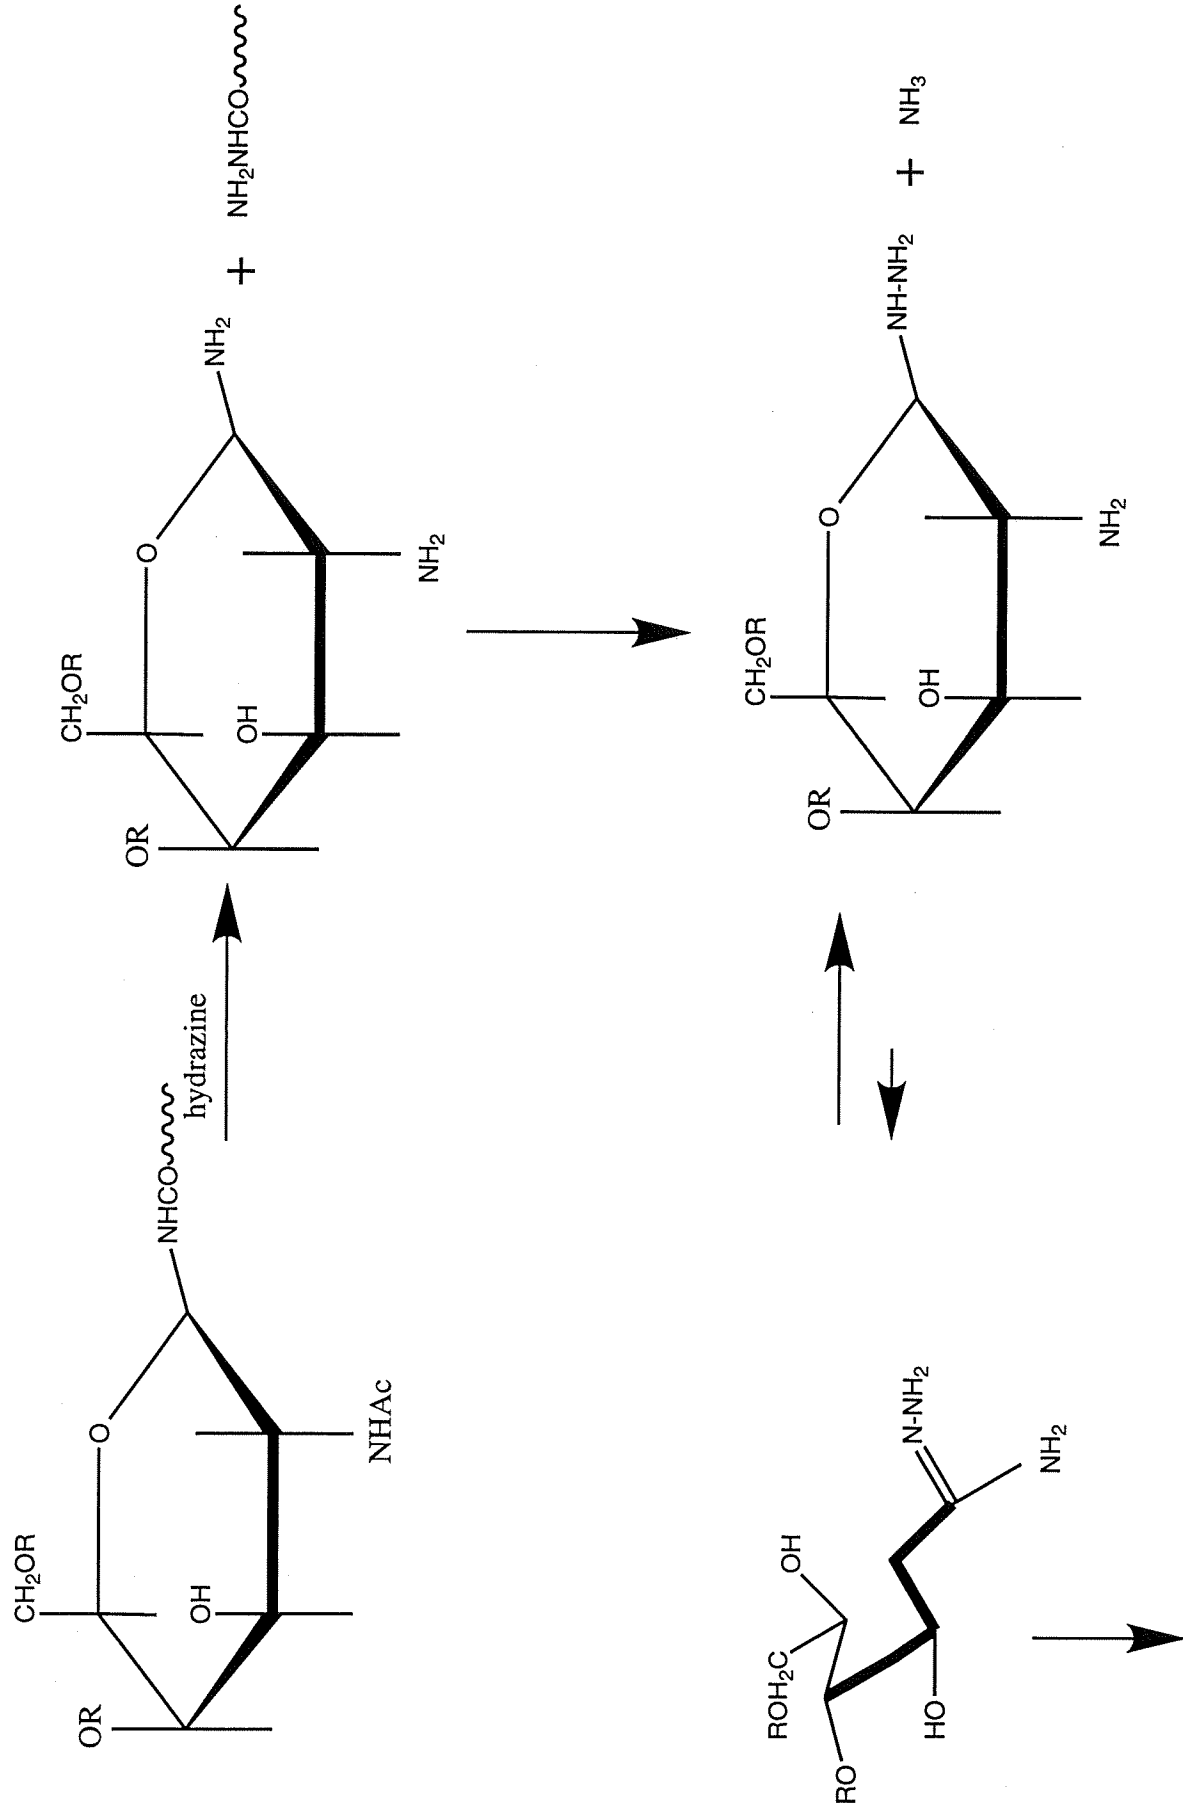 OR
CH2OR
O
OH
NHAc
NHCO
hydrazine
OR
CH2OR
O
OH
NH2
NH2
+
NH2NHCO
OR
CH2OR
O
OH
NH2
NH-NH2
+
NH3
RO
ROH2C
OH
HO
N-NH2
NH2